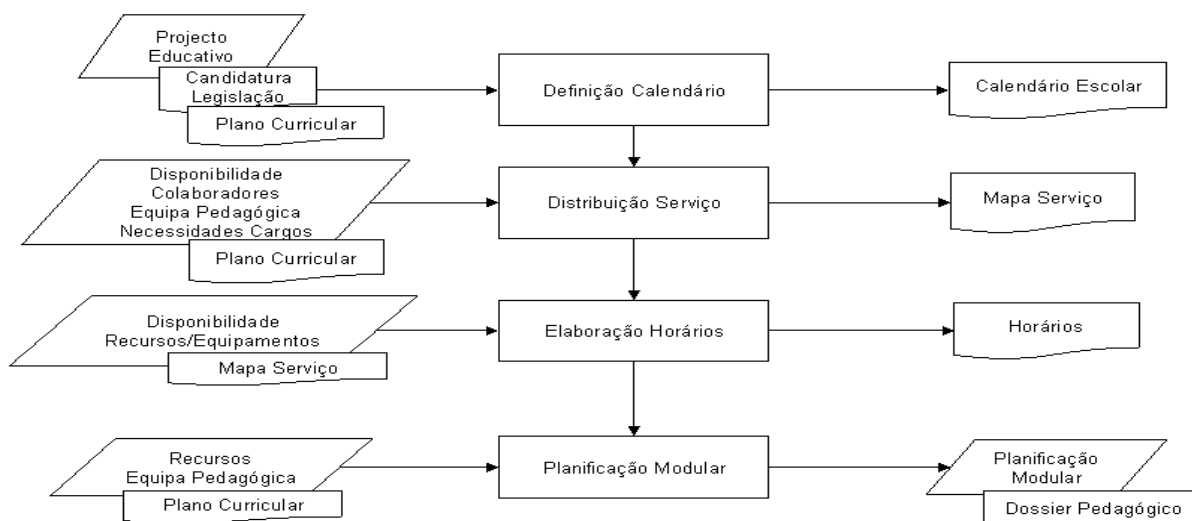 Projecto
Educativo
Candidatura
Legislação
Plano Curricular
Definição Calendário
Calendário Escolar
Disponibilidade
Colaboradores
Equipa Pedagógica
Necessidades Cargos
Plano Curricular
Distribuição Serviço
Mapa Serviço
Disponibilidade
Recursos/Equipamentos
Mapa Serviço
Elaboração Horários
Horários
Recursos
Equipa Pedagógica
Plano Curricular
Planificação Modular
Planificação
Modular
Dossier Pedagógico